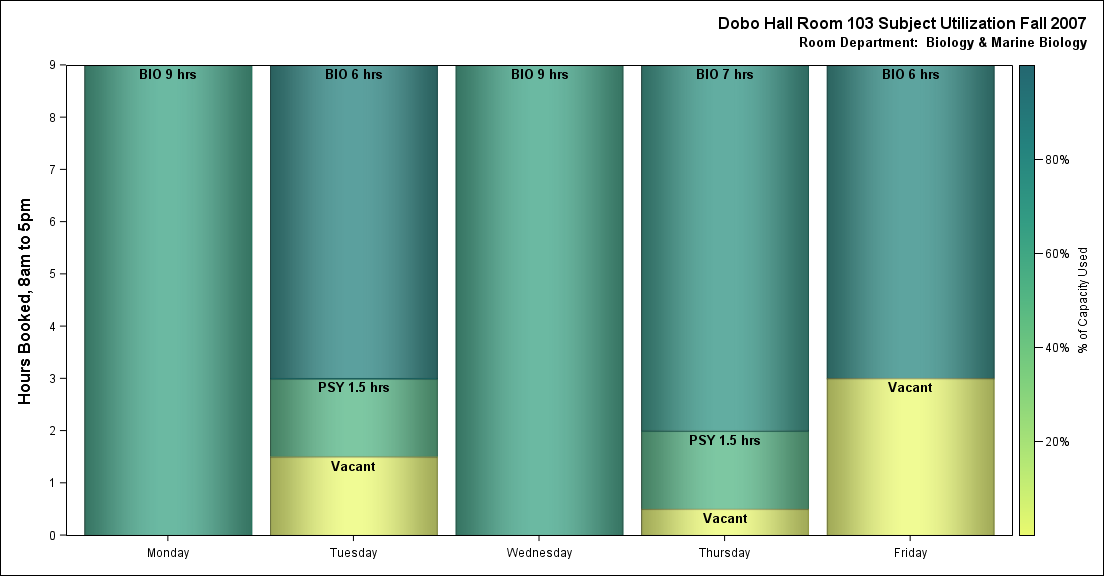 Dobo Hall Room 103 Subject Utilization Fall 2007
Room Department: Biology & Marine Biology
Hours Booked, 8am to 5pm
9
8
7
6
5
4
3
2
1
0
BIO 9 hrs
BIO 6 hrs
PSY 1.5 hrs
Vacant
BIO 9 hrs
BIO 7 hrs
PSY 1.5 hrs
Vacant
BIO 6 hrs
Vacant
Monday
Tuesday
Wednesday
Thursday
Friday
80%
60%
40%
20%
% of Capacity Used